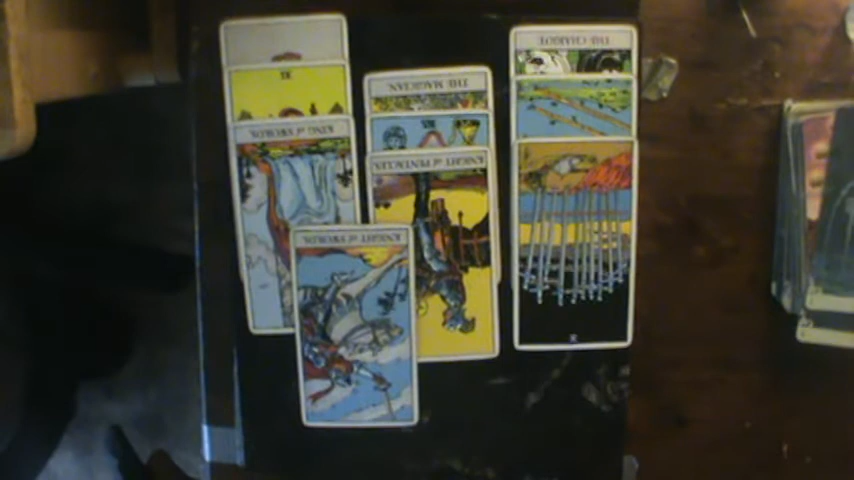 THE CHARIOT.
THE MAGICIAN.
KING of SWORDS.
KNIGHT of PENTACLES.
KNIGHT of SWORDS.
X